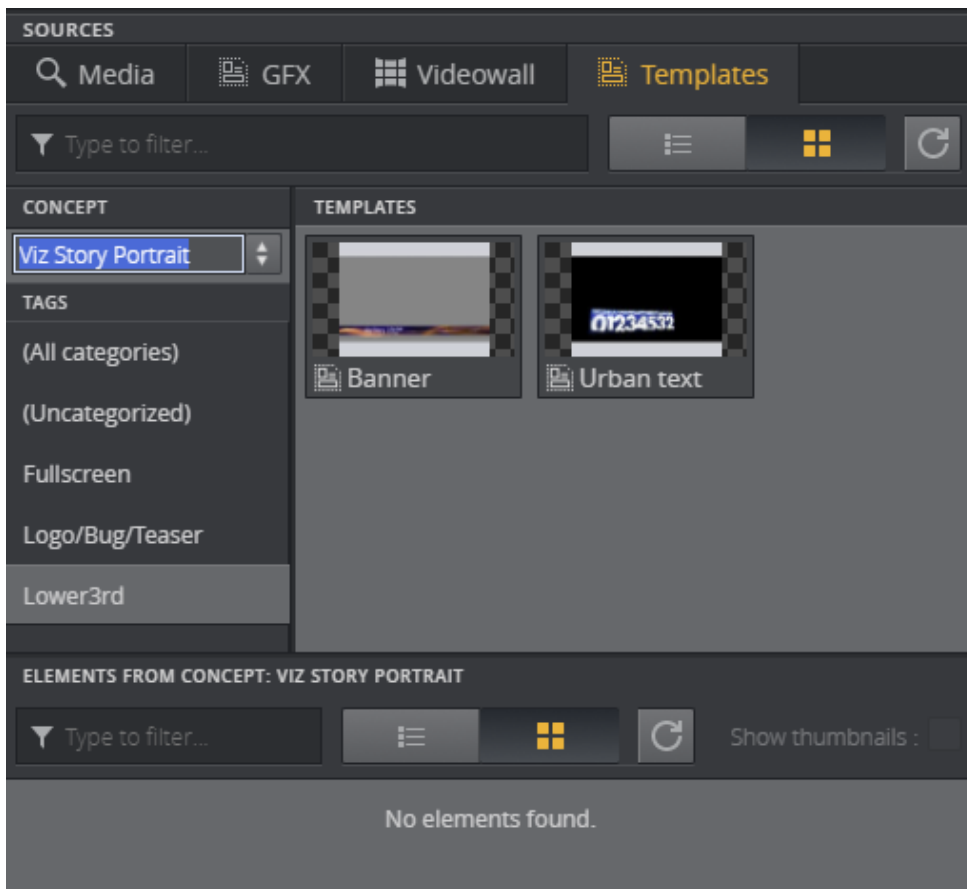 SOURCES
Media GFX Videowall Templates
Type to filter...
CONCEPT
Viz Story Portrait
TAGS
(All categories)
(Uncategorized)
Fullscreen
Logo/Bug/Teaser
Lower3rd
TEMPLATES
01234532
Banner Urban text
ELEMENTS FROM CONCEPT: VIZ STORY PORTRAIT
Type to filter... Show thumbnails :
No elements found.